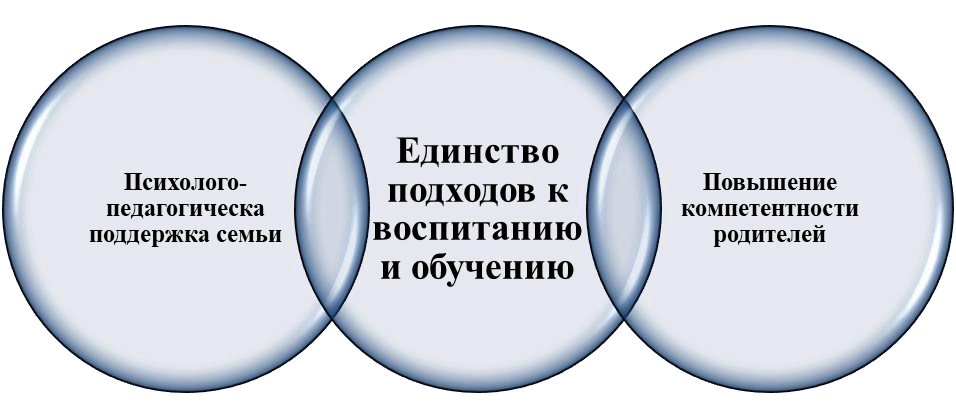 Психолого-
педагогическа
поддержка семьи
Единство
подходов к
воспитанию
и обучению
Повышение
компетентности
родителей